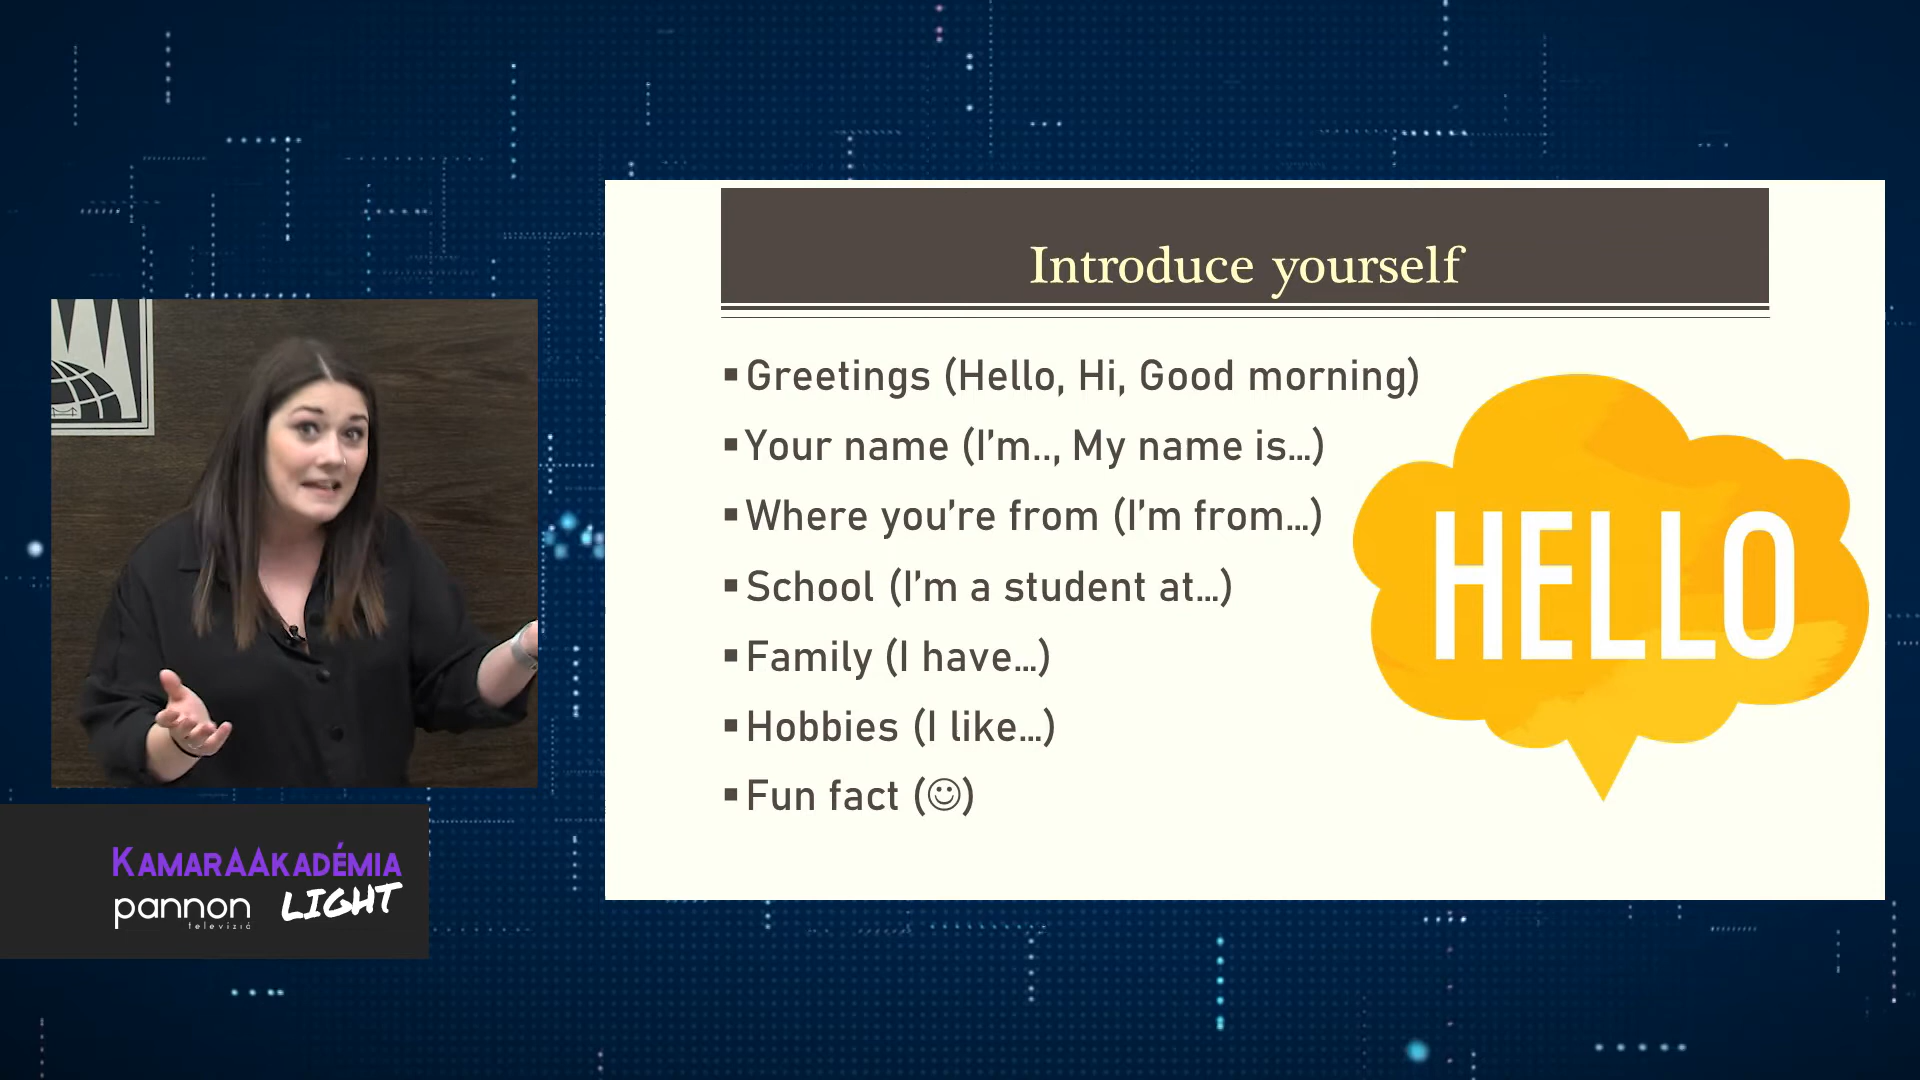 Introduce yourself
▪Greetings (Hello, Hi, Good morning)
▪Your name (I'm.., My name is...)
▪Where you're from (I'm from...)
▪School (I'm a student at...)
▪Family (I have...)
▪Hobbies (I like...)
▪Fun fact (☺)
HELLO
KAMARAAKADÉMIA
pannon LIGHT
televízió